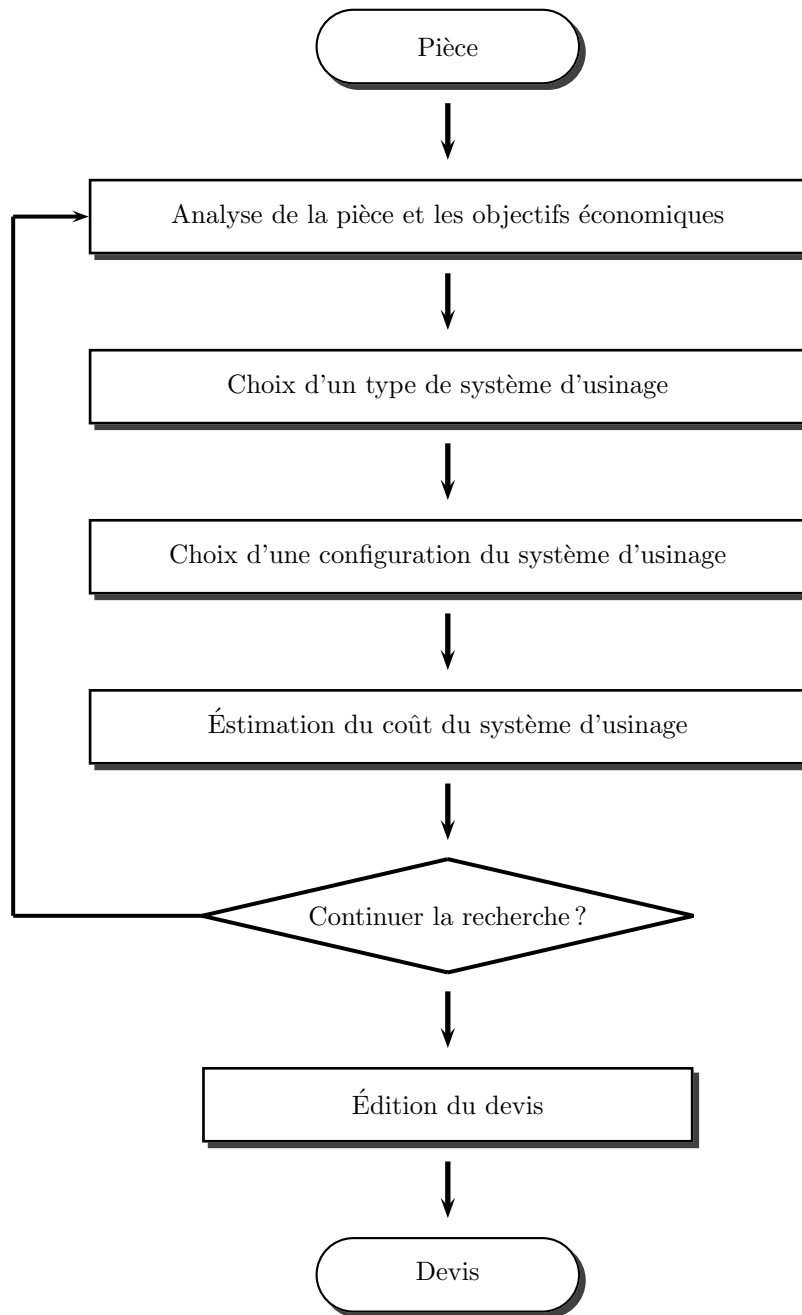 Pièce
Analyse de la pièce et les objectifs économiques
Choix d'un type de système d'usinage
Choix d'une configuration du système d'usinage
Éstimation du coût du système d'usinage
Continuer la recherche ?
Édition du devis
Devis